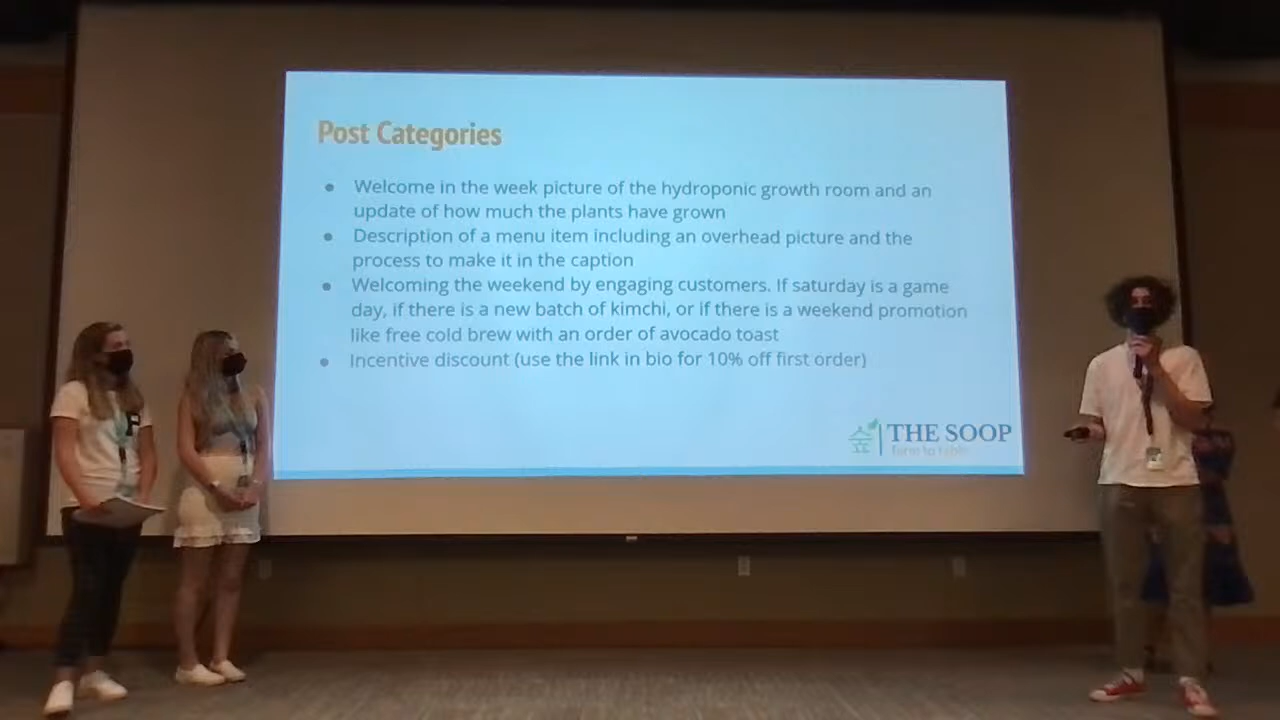 Post Categories
● Welcome in the week picture of the hydroponic growth room and an
update of how much the plants have grown
● Description of a menu item including an overhead picture and the
process to make it in the caption
● Welcoming the weekend by engaging customers. If saturday is a game
day, if there is a new batch of kimchi, or if there is a weekend promotion
like free cold brew with an order of avocado toast
● Incentive discount (use the link in bio for 10% off first order)
숲 THE SOOP
farm to table